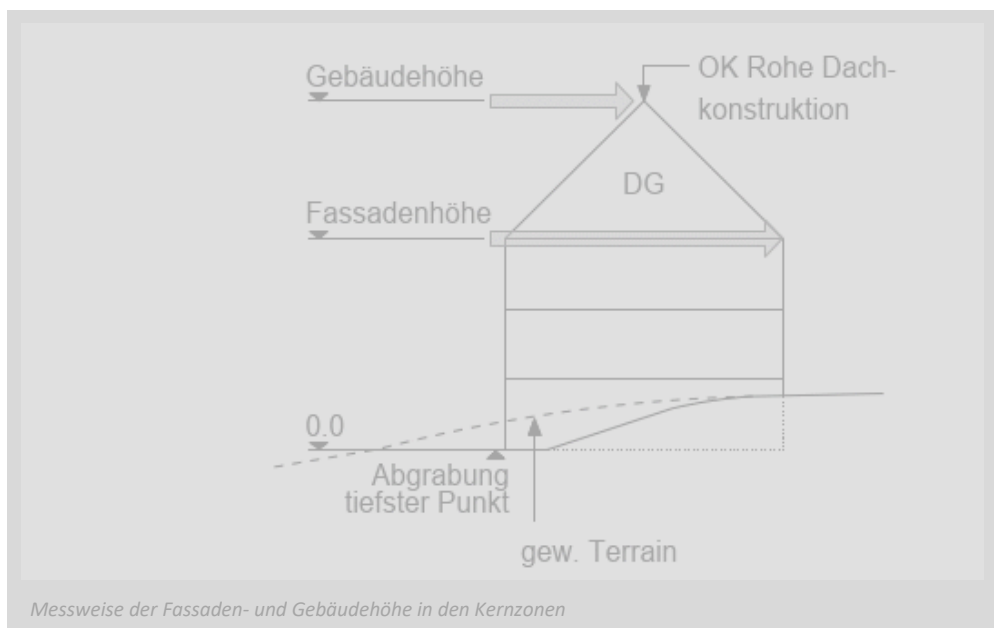 Gebäudehöhe
OK Rohe Dach-
konstruktion
DG
Fassadenhöhe
0.0
Abgrabung
tiefster Punkt
gew. Terrain
Messweise der Fassaden- und Gebäudehöhe in den Kernzonen